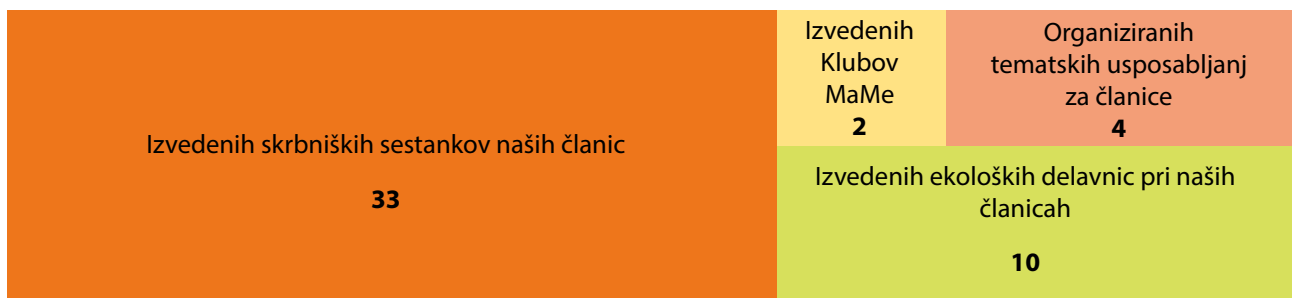 Izvedenih skrbniških sestankov naših članic
33
Izvedenih
Klubov
MaMe
2
Organiziranih
tematskih usposabljanj
za članice
4
Izvedenih ekoloških delavnic pri naših
članicah
10